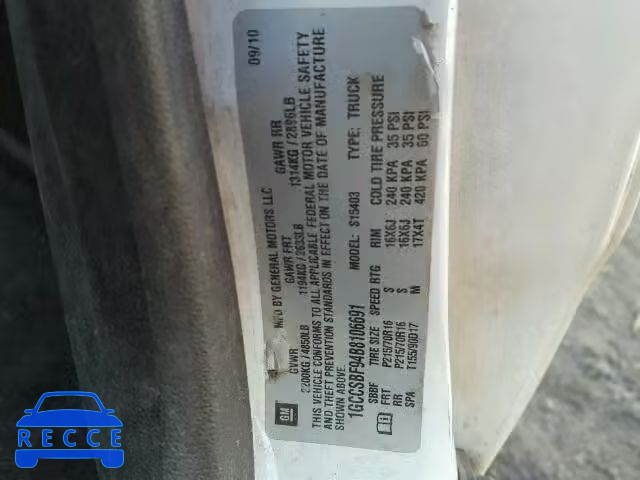 MFD BY GENERAL MOTORS LLC 09/10
GVWR GAWR FRT GAWR RR
2200KG / 4850LB 1194KG / 2633LB 1314KG / 2896LB
THIS VEHICLE CONFORMS TO ALL APPLICABLE FEDERAL MOTOR VEHICLE SAFETY
AND THEFT PREVENTION STANDARDS IN EFFECT ON THE DATE OF MANUFACTURE
SHOWN ABOVE.
GM
1GCCSBF94B8106691 MODEL: S15403 TYPE: TRUCK
SBBF TIRE SIZE SPEED RTG RIM COLD TIRE PRESSURE
FRT P215/70R16 S 16X6J 240 KPA 35 PSI
RR P215/70R16 S 16X6J 240 KPA 35 PSI
SPA T155/90D17 M 17X4T 420 KPA 60 PSI
RECCE